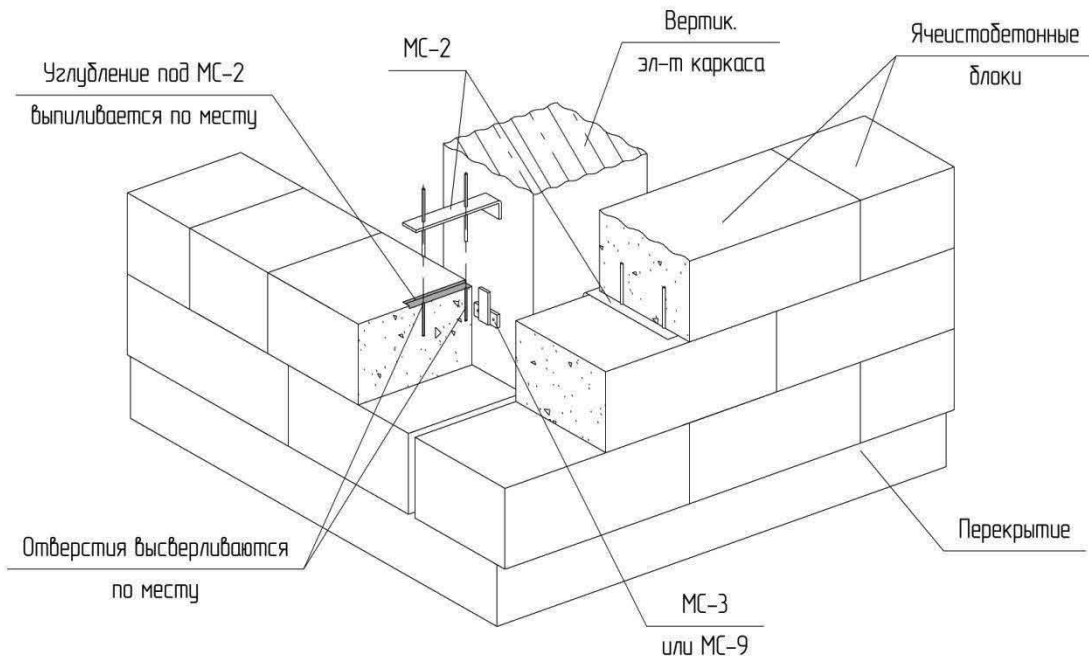 Вертик.
эл-т каркаса
Ячеистобетонные
блоки
МС-2
Углубление под МС-2
выпиливается по месту
Отверстия высверливаются
по месту
Перекрытие
МС-3
или МС-9